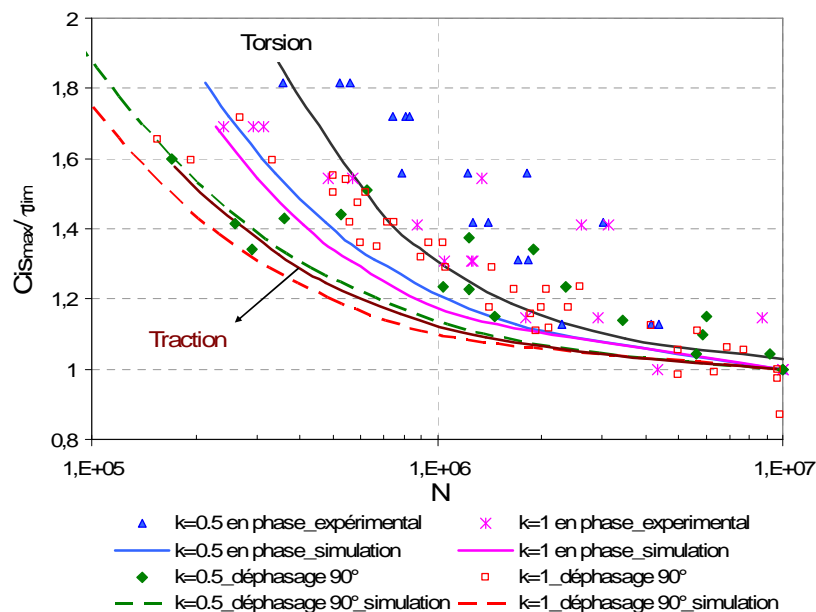 2
Torsion
1,8
1,6
Cismax/τlim
1,4
1,2
Traction
1
0,8
1,E+05 1,E+06 1,E+07
N
k=0.5 en phase_expérimental k=1 en phase_experimental
k=0.5 en phase_simulation k=1 en phase_simulation
k=0.5_déphasage 90° k=1_déphasage 90°
k=0.5_déphasage 90°_simulation k=1_déphasage 90°_simulation